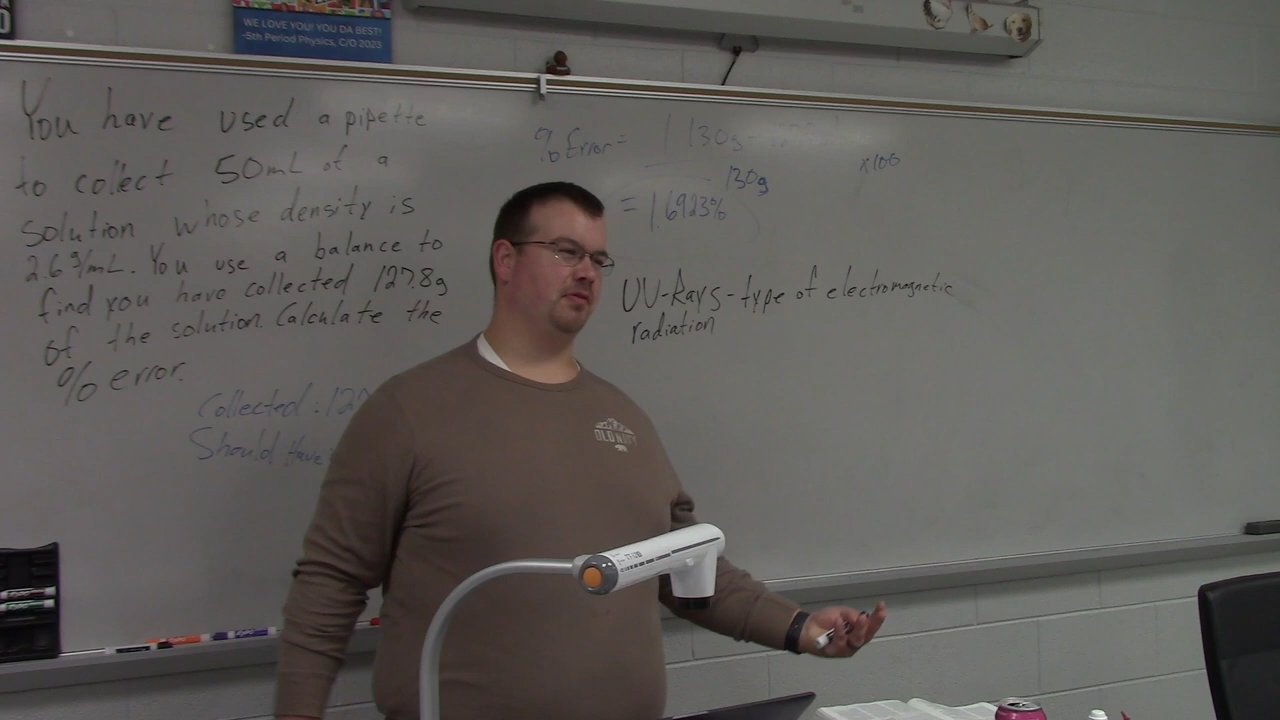 WE LOVE YOU! YOU DA BEST!
-5th Period Physics, C/O 2023
You have used a pipette
to collect 50mL of a
solution whose density is
2.6g/mL. You use a balance to
find you have collected 127.8g
of the solution. Calculate the
% error.
Collected: 127
Should Have
% Error = | 130g-
130g
x100
= 1.6923%
UV-Rays-type of electromagnetic
radiation
OLD NAVY